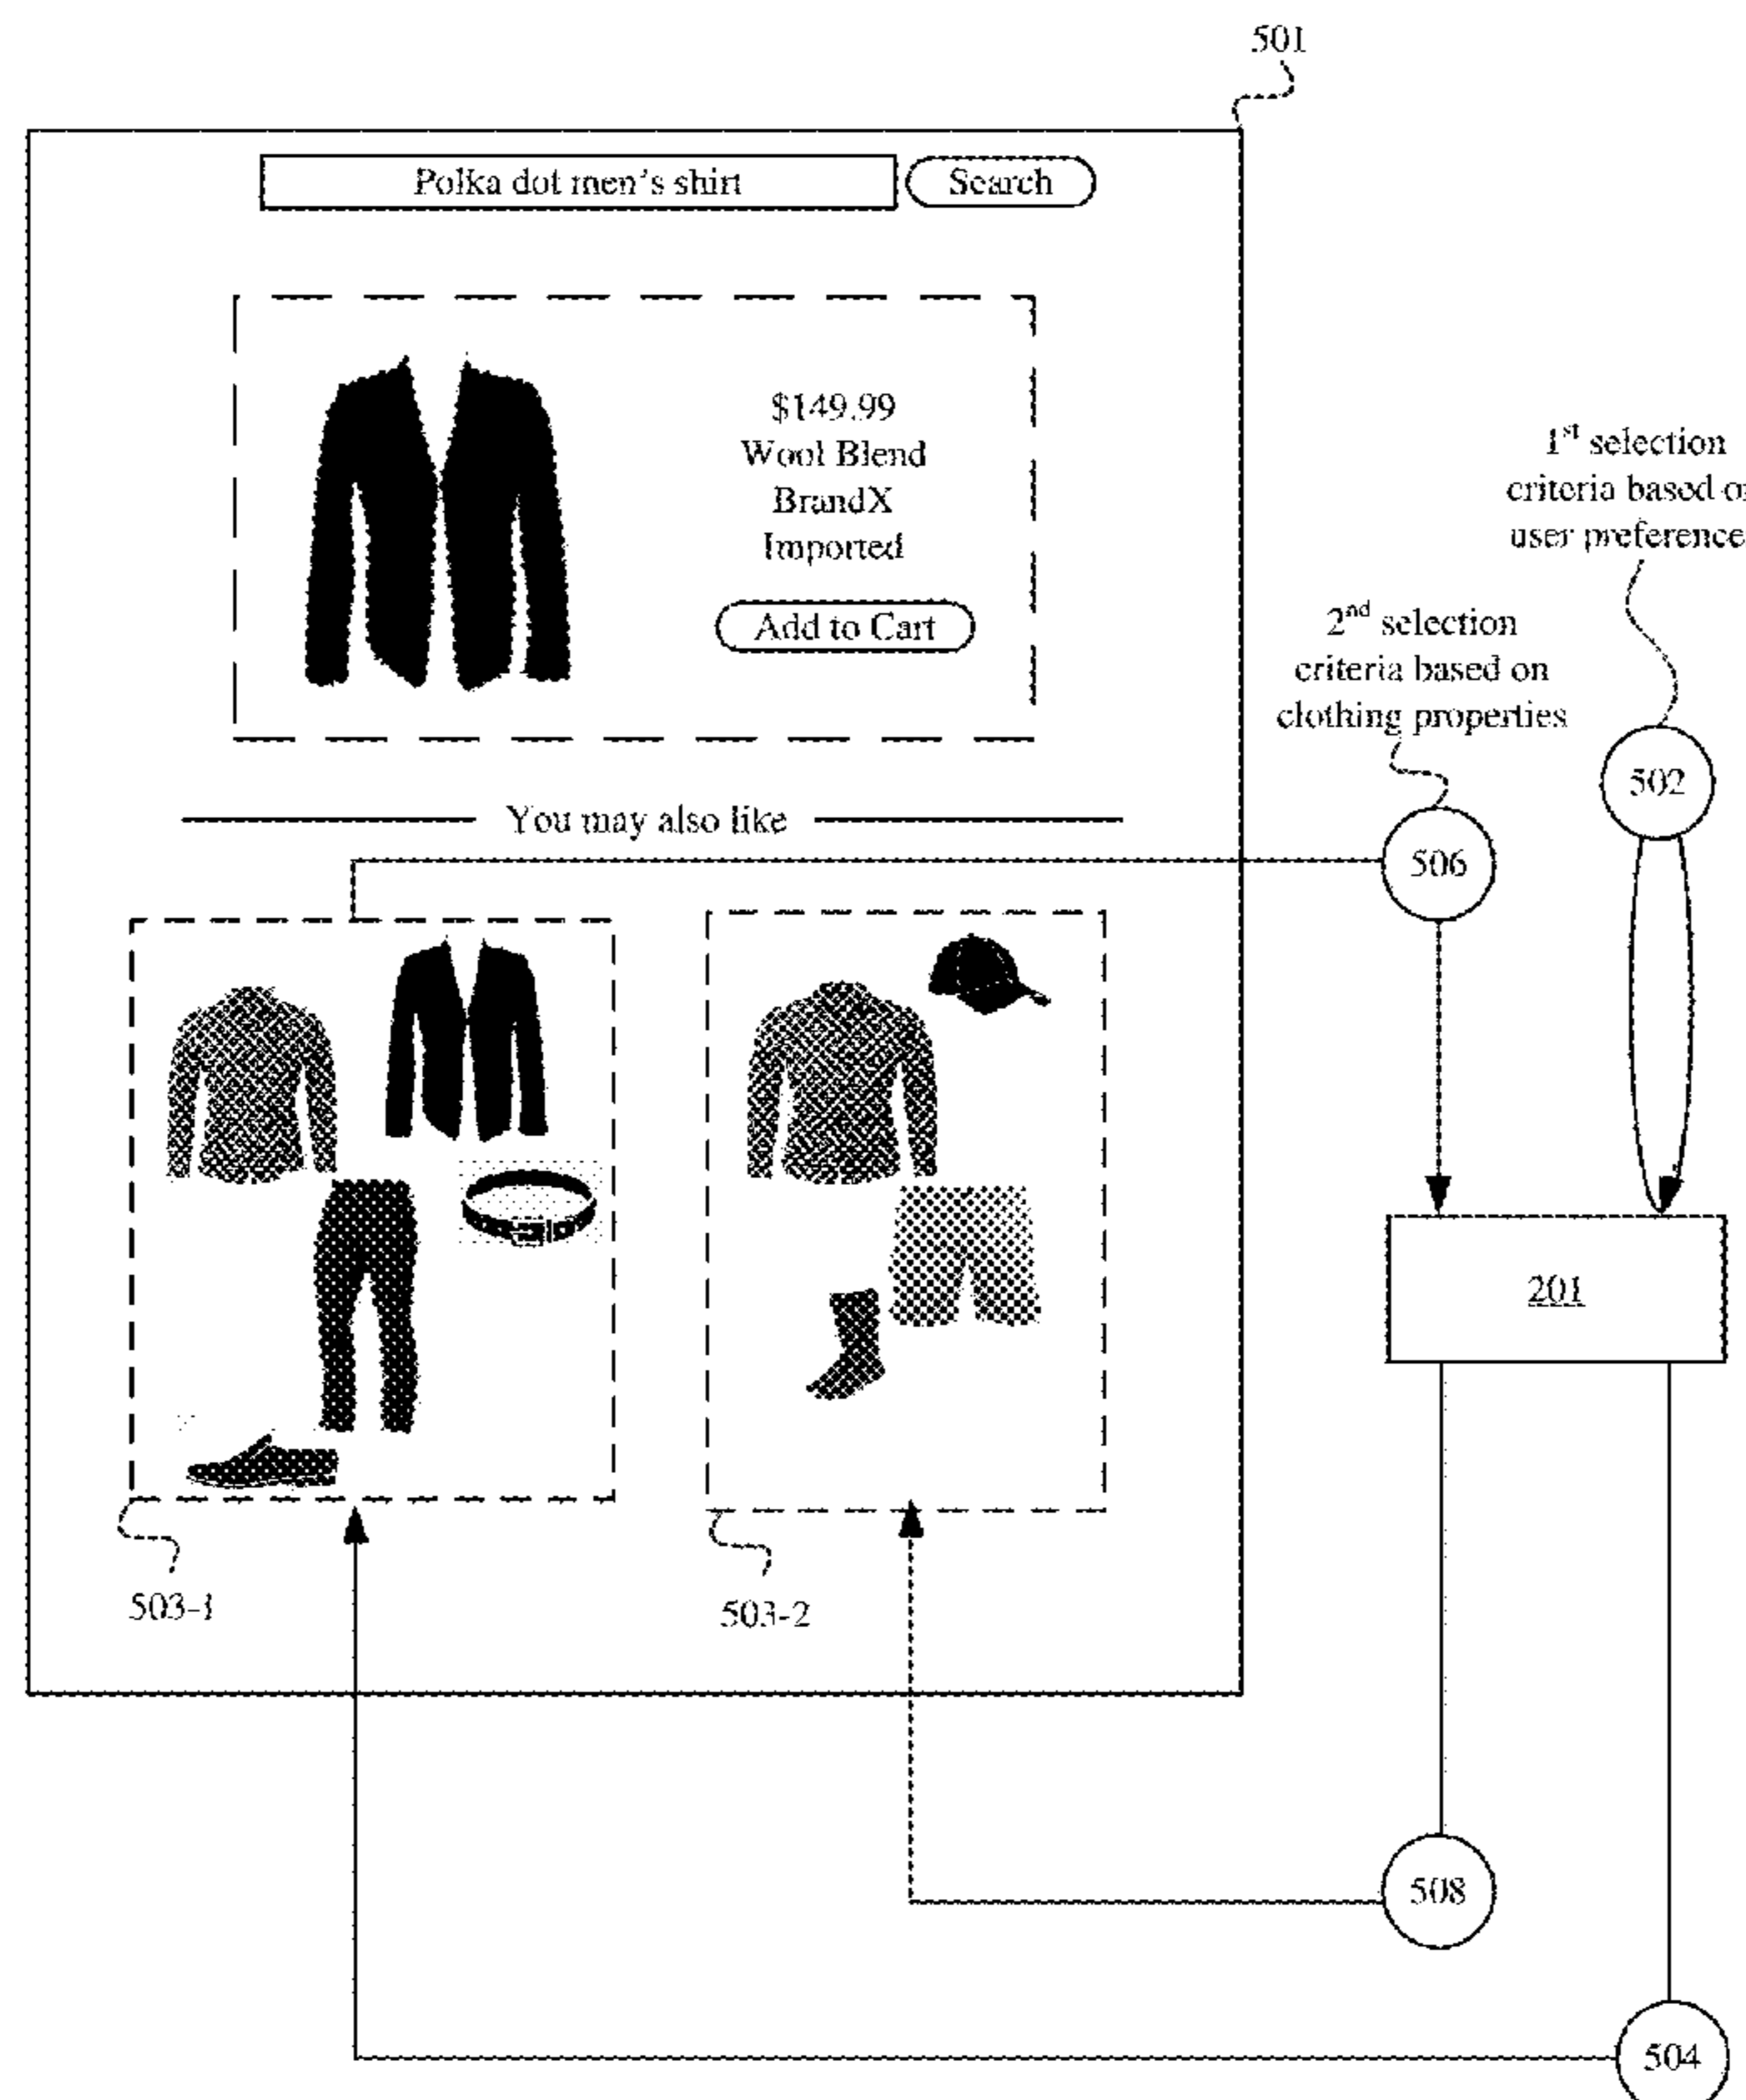 501
Polka dot men's shirt
Search
$149.99
Wool Blend
BrandX
Imported
Add to Cart
1st selection
criteria based
user preference
2nd selection
criteria based on
clothing properties
502
You may also like
506
201
503-1
503-2
508
504